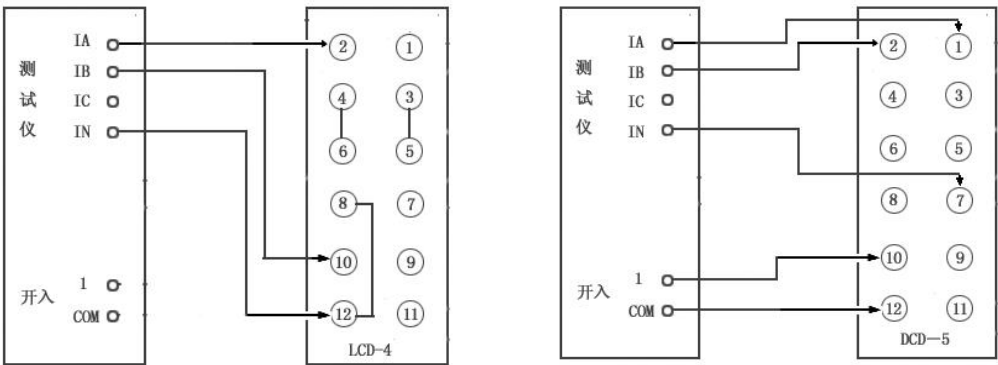 IA ② ①
测 IB
试 IC ④ ③
仪 IN
⑥ ⑤
⑧ ⑦
⑩ ⑨
开入 1
COM ⑫ ⑪
LCD-4
IA ② ①
测 IB
试 IC ④ ③
仪 IN
⑥ ⑤
⑧ ⑦
⑩ ⑨
开入 1
COM ⑫ ⑪
DCD-5